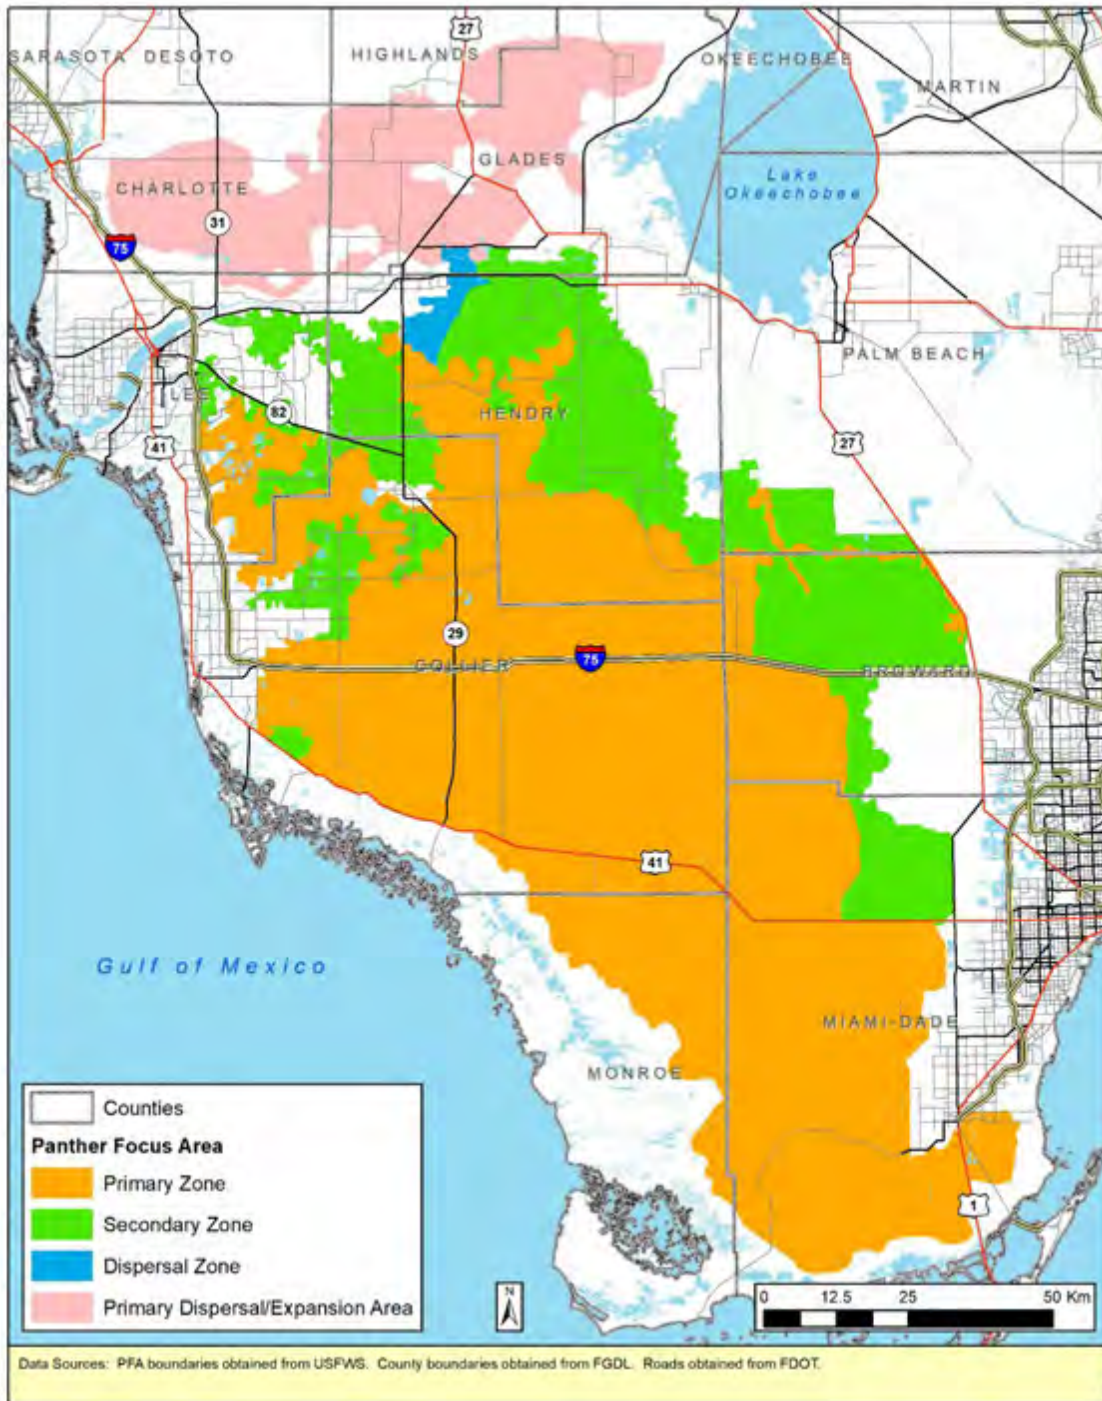 27
SARASOTA DESOTO
HIGHLANDS
OKEECHOBEE
MARTIN
GLADES
Lake
Okeechobee
CHARLOTTE
31
75
PALM BEACH
LEE
82
HENDRY
41
27
29
COLLIER
75
BROWARD
41
Gulf of Mexico
MIAMI-DADE
MONROE
1
Counties
Panther Focus Area
Primary Zone
Secondary Zone
Dispersal Zone
Primary Dispersal/Expansion Area
N
0 12.5 25 50 Km
Data Sources: PFA boundaries obtained from USFWS. County boundaries obtained from FGDL. Roads obtained from FDOT.